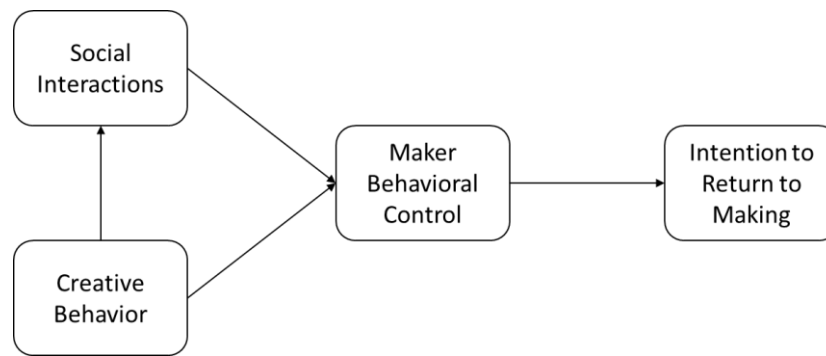 Social
Interactions
Maker
Behavioral
Control
Intention to
Return to
Making
Creative
Behavior